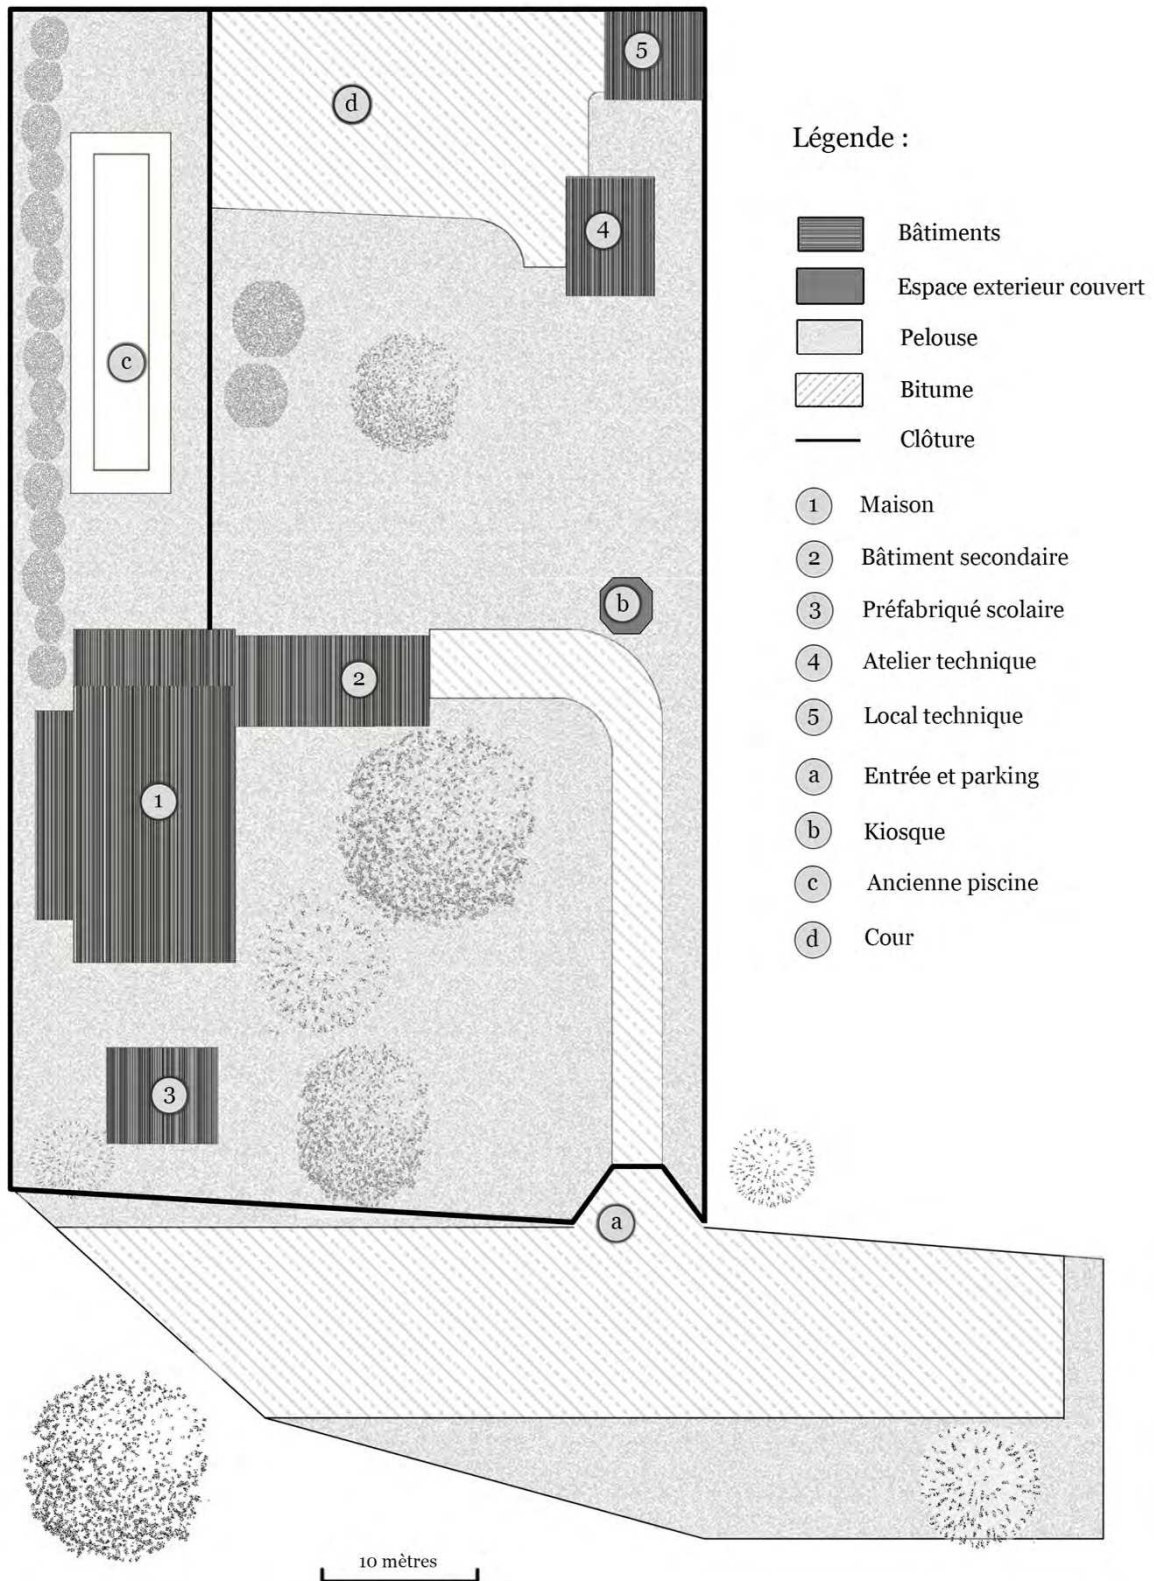 5
d
4
c
b
2
1
3
a
10 mètres
Légende :
Bâtiments
Espace exterieur couvert
Pelouse
Bitume
Clôture
1 Maison
2 Bâtiment secondaire
3 Préfabriqué scolaire
4 Atelier technique
5 Local technique
a Entrée et parking
b Kiosque
c Ancienne piscine
d Cour